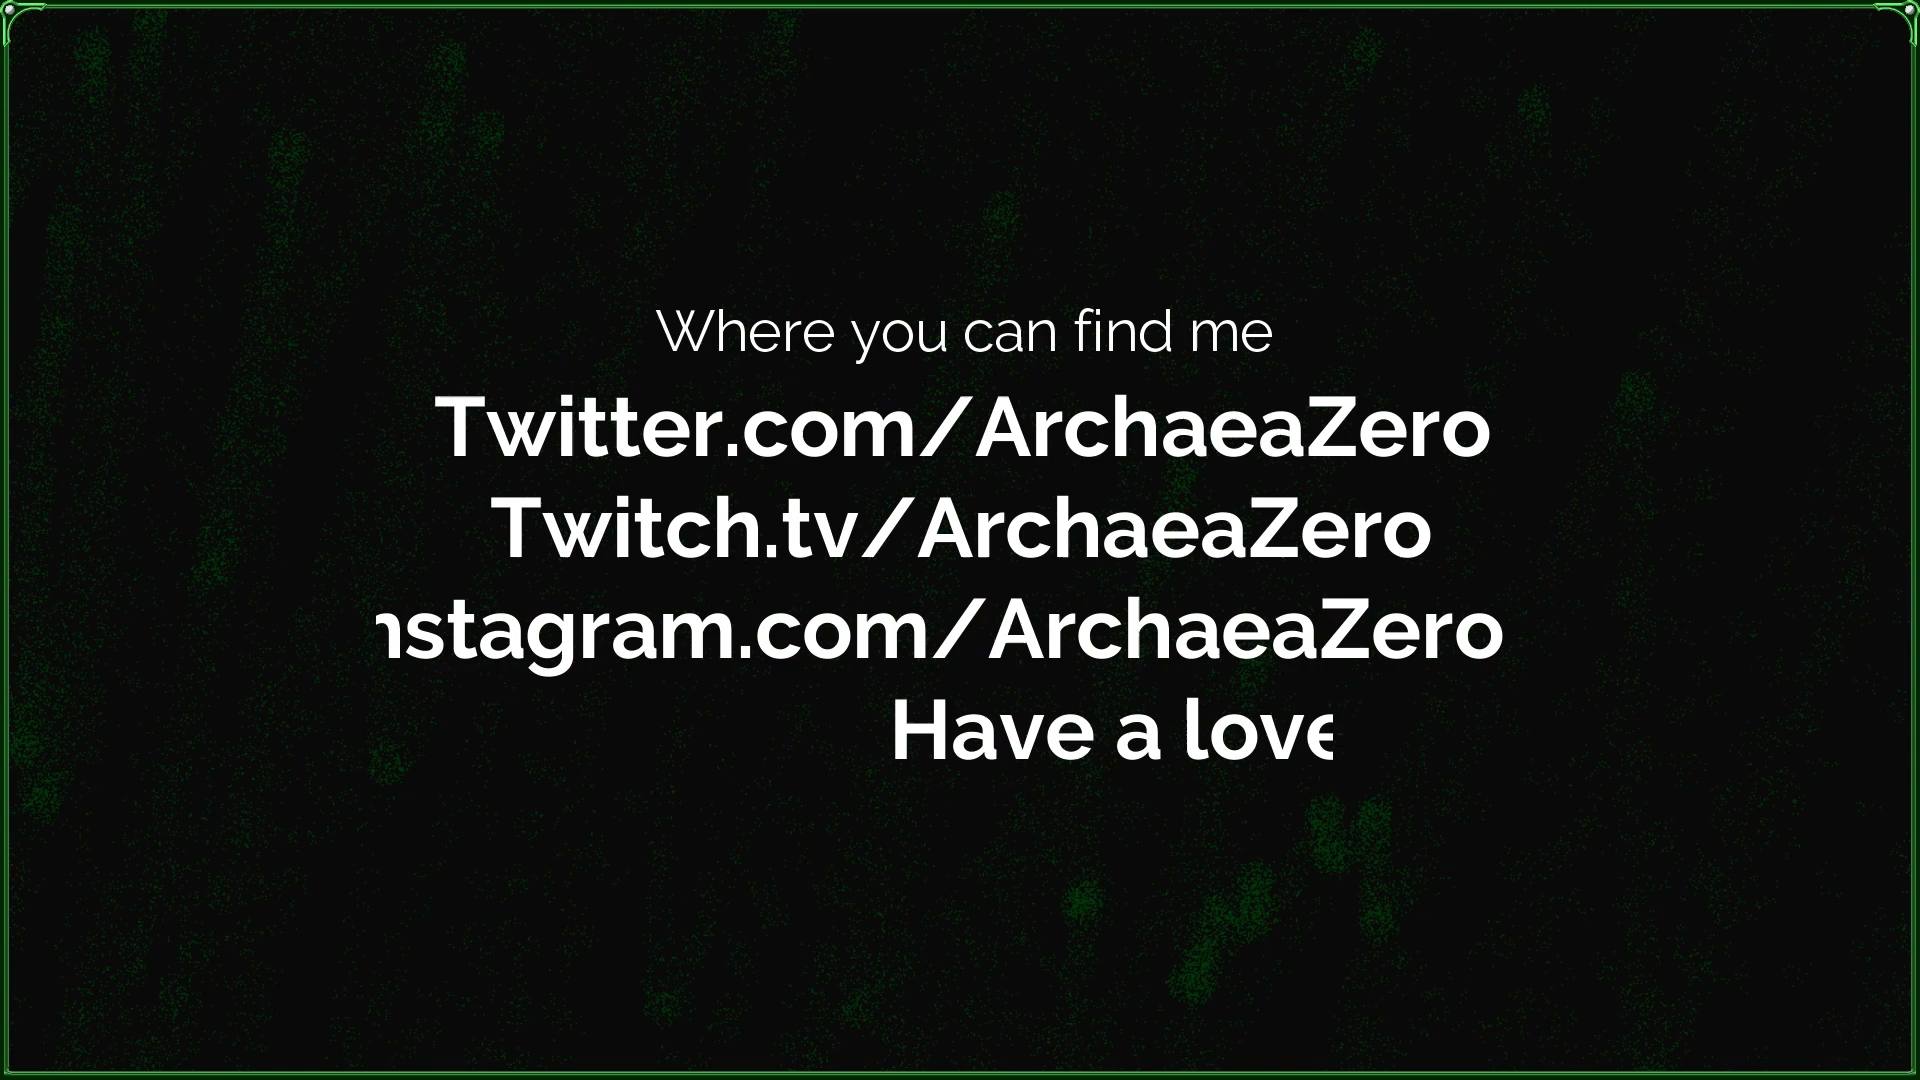 Where you can find me
Twitter.com/ArchaeaZero
Twitch.tv/ArchaeaZero
nstagram.com/ArchaeaZero
Have a love